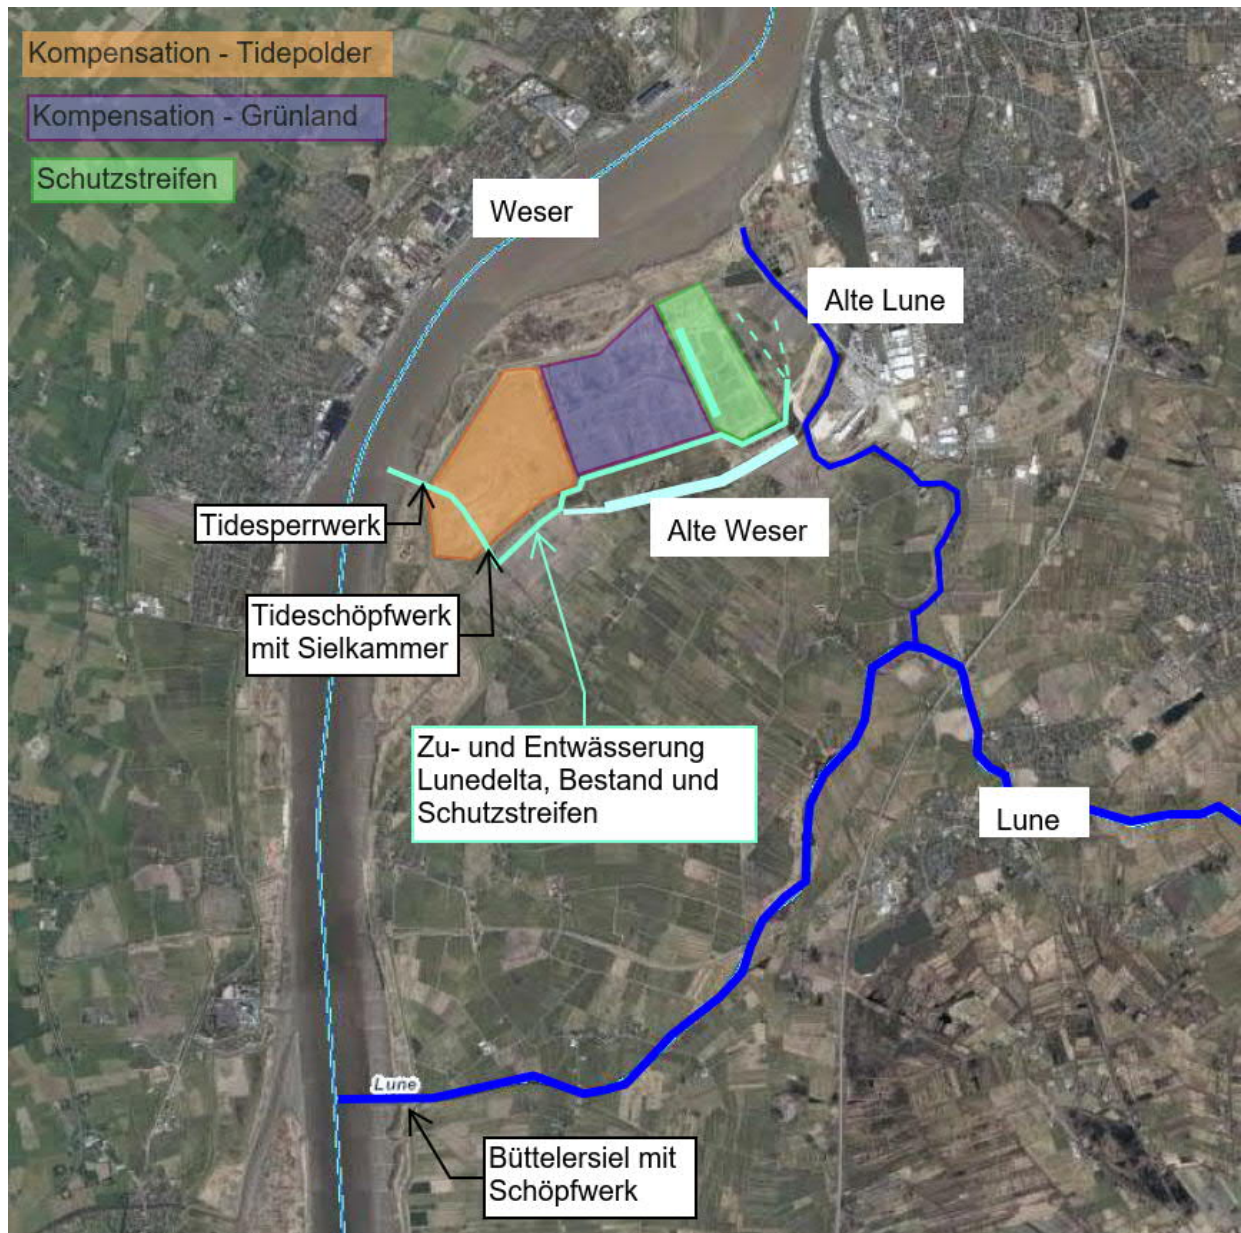 Kompensation - Tidepolder
Kompensation - Grünland
Schutzstreifen
Weser
Alte Lune
Tidesperrwerk
Alte Weser
Tideschöpfwerk
mit Sielkammer
Zu- und Entwässerung
Lunedelta, Bestand und
Schutzstreifen
Lune
Lune
Büttelersiel mit
Schöpfwerk